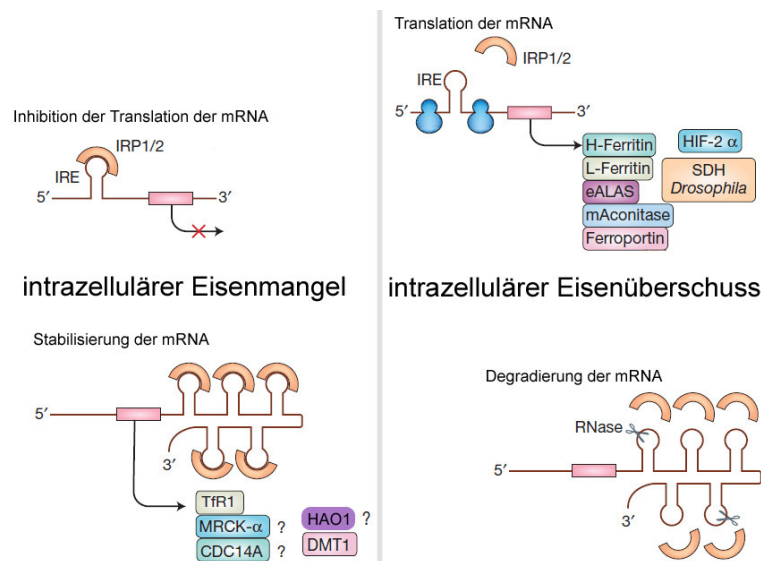 Inhibition der Translation der mRNA
IRP1/2
IRE
5′
3′
Translation der mRNA
IRP1/2
IRE
5′
3′
H-Ferritin
HIF-2 α
L-Ferritin
SDH
Drosophila
eALAS
mAconitase
Ferroportin
intrazellulärer Eisenmangel
intrazellulärer Eisenüberschuss
Stabilisierung der mRNA
5′
3′
TfR1
MRCK-α ?
HAO1 ?
CDC14A ?
DMT1
Degradierung der mRNA
RNase
5′
3′